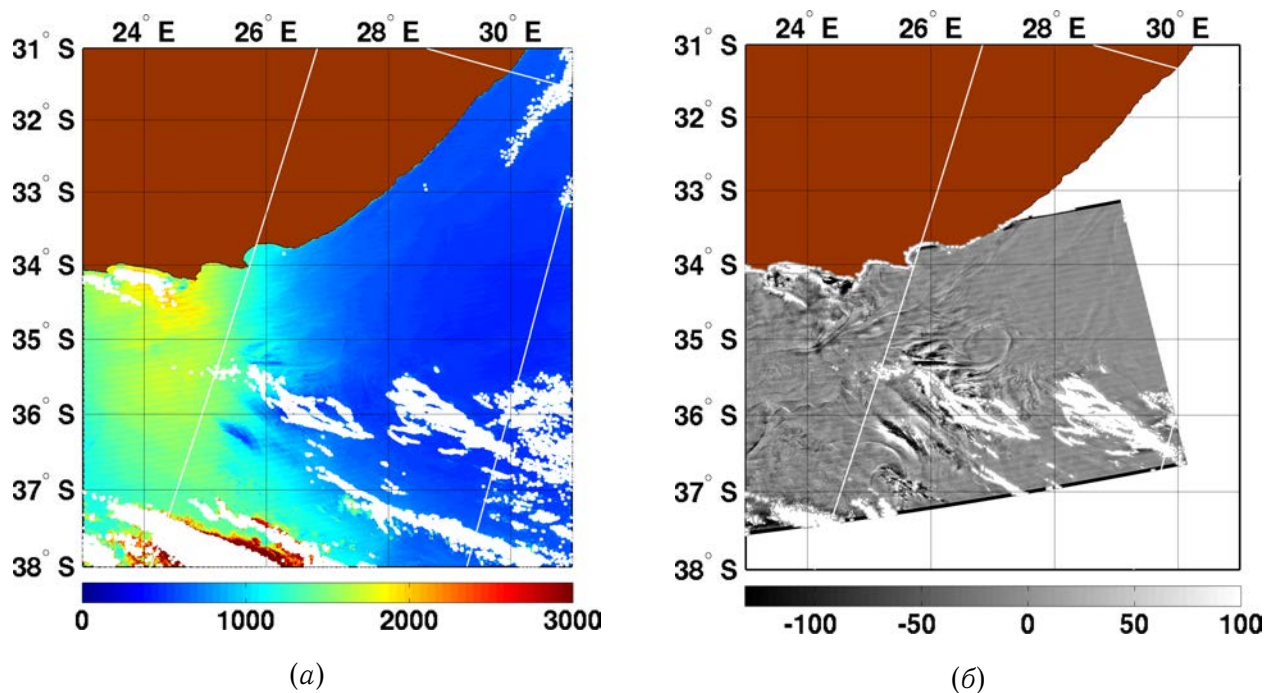 24° E 26° E 28° E 30° E
31° S
32° S
33° S
34° S
35° S
36° S
37° S
38° S
0 1000 2000 3000
(а)
24° E 26° E 28° E 30° E
31° S
32° S
33° S
34° S
35° S
36° S
37° S
38° S
-100 -50 0 50 100
(б)